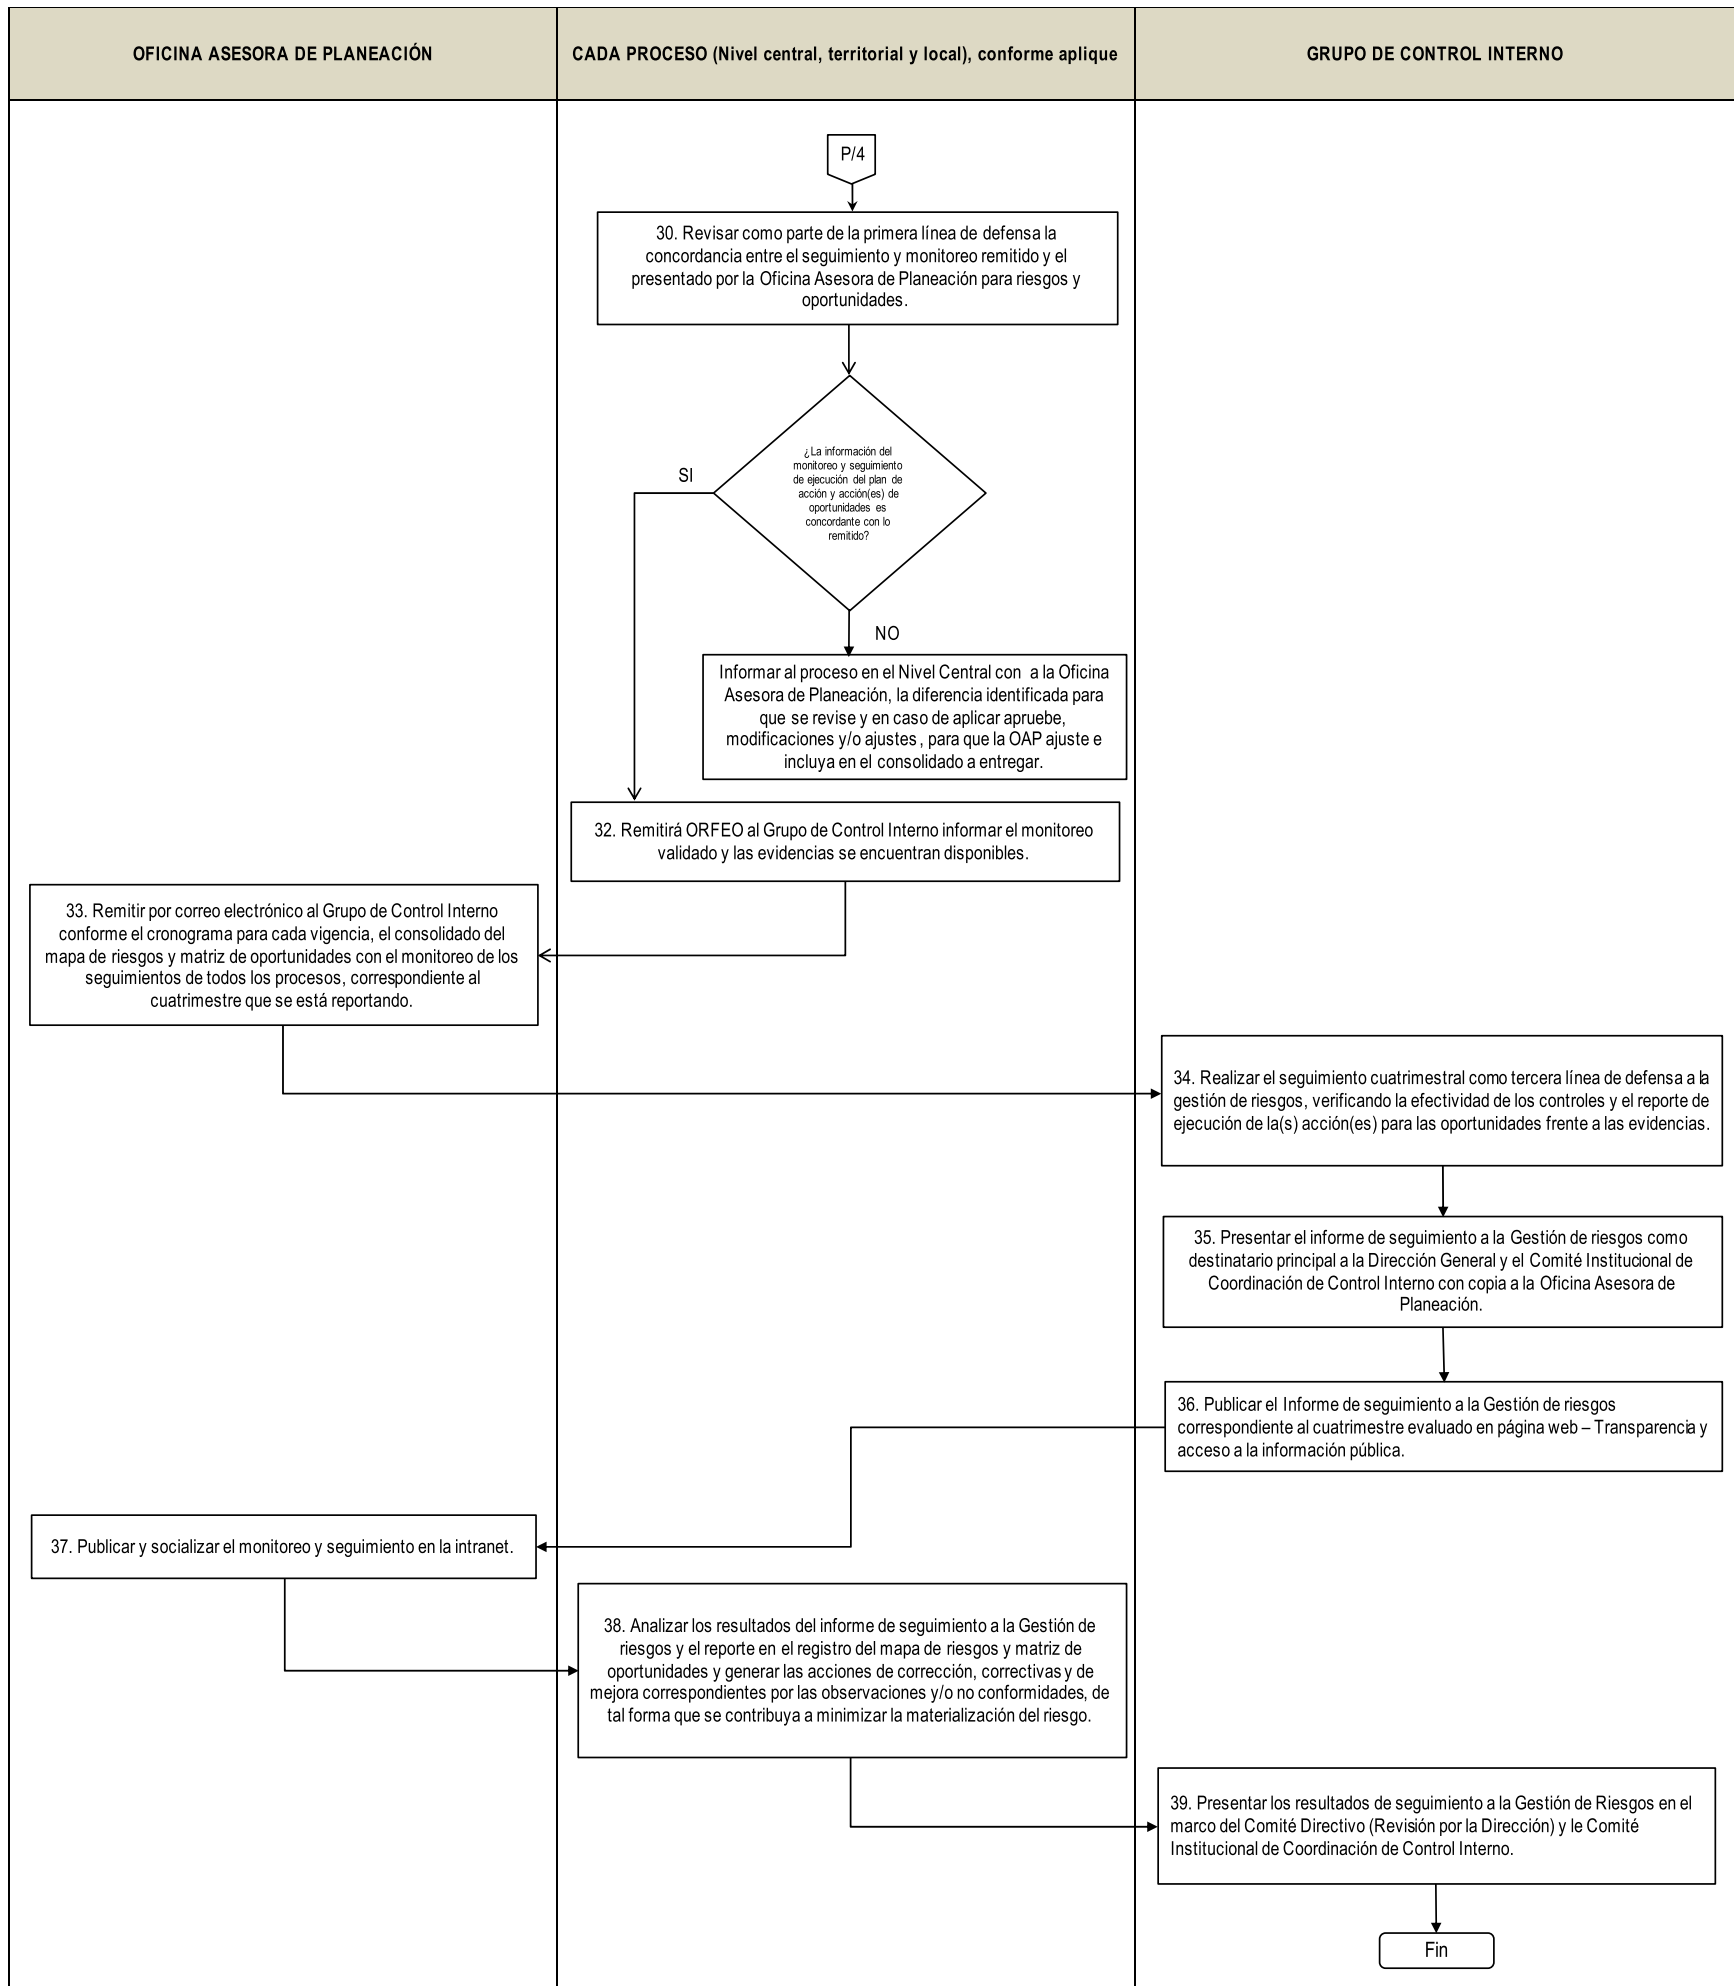 OFICINA ASESORA DE PLANEACIÓN
CADA PROCESO (Nivel central, territorial y local), conforme aplique
GRUPO DE CONTROL INTERNO
P/4
30. Revisar como parte de la primera línea de defensa la
concordancia entre el seguimiento y monitoreo remitido y el
presentado por la Oficina Asesora de Planeación para riesgos y
oportunidades.
¿La información del
monitoreo y seguimiento
de ejecución del plan de
acción y acción(es) de
oportunidades es
concordante con lo
remitido?
SI
NO
Informar al proceso en el Nivel Central con a la Oficina
Asesora de Planeación, la diferencia identificada para
que se revise y en caso de aplicar apruebe,
modificaciones y/o ajustes, para que la OAP ajuste e
incluya en el consolidado a entregar.
32. Remitirá ORFEO al Grupo de Control Interno informar el monitoreo
validado y las evidencias se encuentran disponibles.
33. Remitir por correo electrónico al Grupo de Control Interno
conforme el cronograma para cada vigencia, el consolidado del
mapa de riesgos y matriz de oportunidades con el monitoreo de los
seguimientos de todos los procesos, correspondiente al
cuatrimestre que se está reportando.
34. Realizar el seguimiento cuatrimestral como tercera línea de defensa a la
gestión de riesgos, verificando la efectividad de los controles y el reporte de
ejecución de la(s) acción(es) para las oportunidades frente a las evidencias.
35. Presentar el informe de seguimiento a la Gestión de riesgos como
destinatario principal a la Dirección General y el Comité Institucional de
Coordinación de Control Interno con copia a la Oficina Asesora de
Planeación.
36. Publicar el Informe de seguimiento a la Gestión de riesgos
correspondiente al cuatrimestre evaluado en página web – Transparencia y
acceso a la información pública.
37. Publicar y socializar el monitoreo y seguimiento en la intranet.
38. Analizar los resultados del informe de seguimiento a la Gestión de
riesgos y el reporte en el registro del mapa de riesgos y matriz de
oportunidades y generar las acciones de corrección, correctivas y de
mejora correspondientes por las observaciones y/o no conformidades, de
tal forma que se contribuya a minimizar la materialización del riesgo.
39. Presentar los resultados de seguimiento a la Gestión de Riesgos en el
marco del Comité Directivo (Revisión por la Dirección) y le Comité
Institucional de Coordinación de Control Interno.
Fin